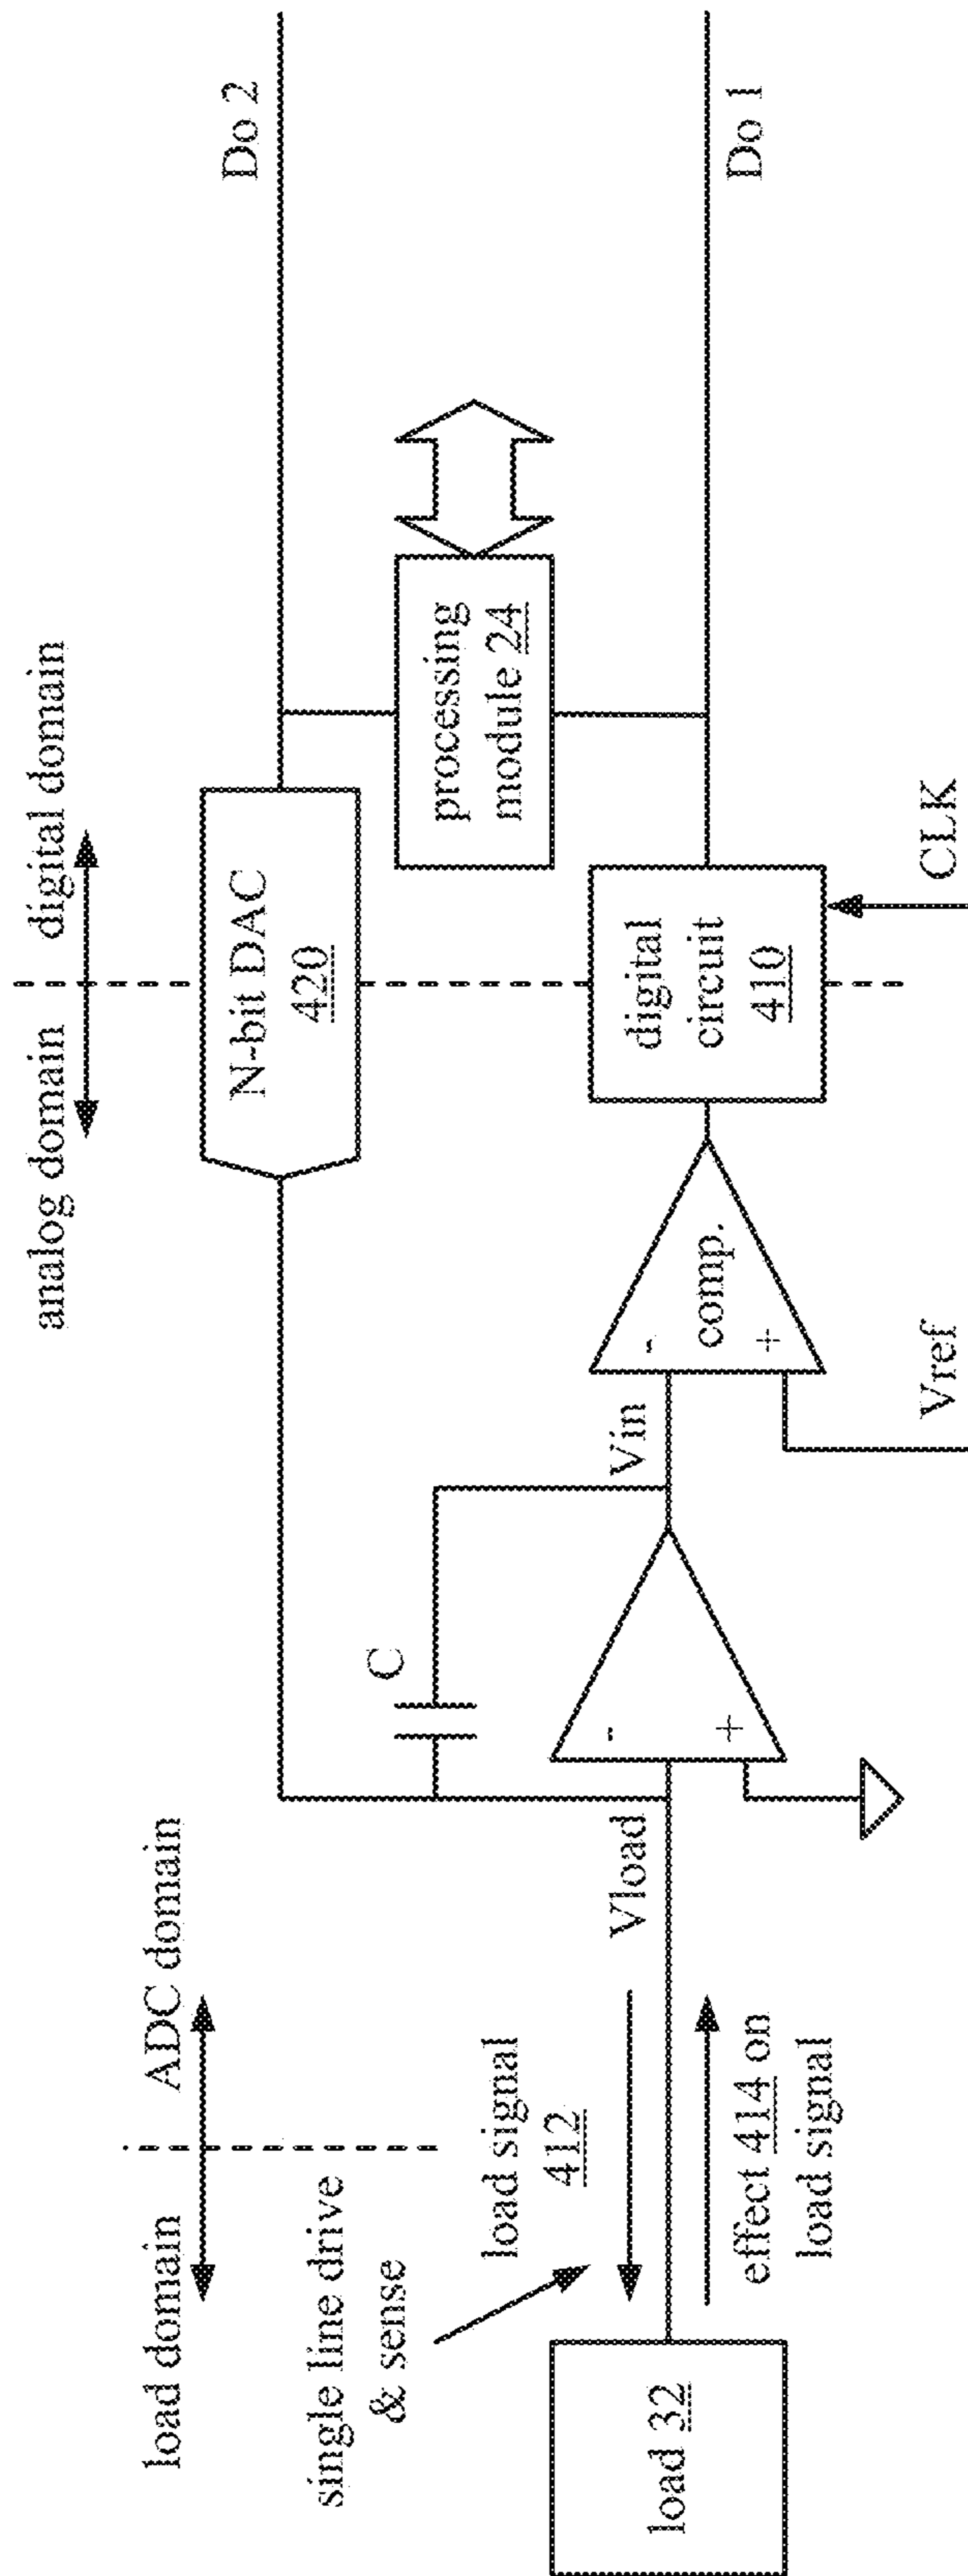 load domain
ADC domain
analog domain
digital domain
single line drive
& sense
load signal
412
load 32
effect 414 on
load signal
Vload
C
-
+
Vin
-
+
comp.
Vref
N-bit DAC
420
digital
circuit
410
CLK
processing
module 24
Do 2
Do 1